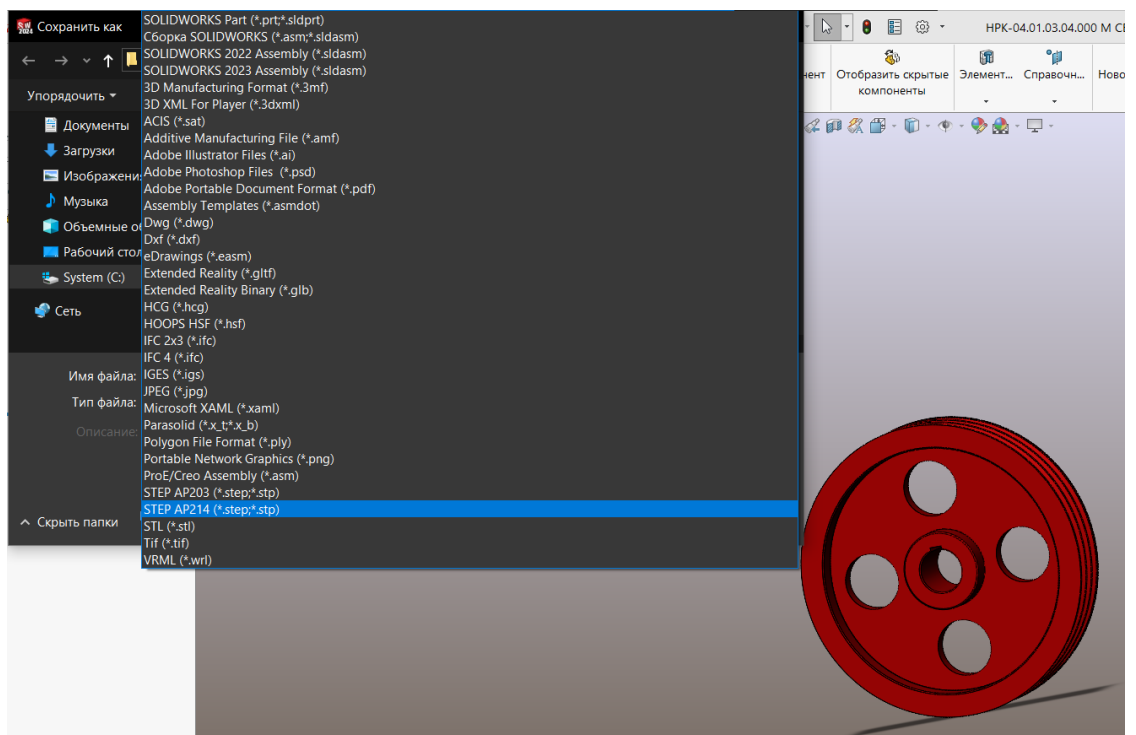 Сохранить как
Упорядочить
Документы
Загрузки
Изображени
Музыка
Объемные о
Рабочий стол
System (C:)
Сеть
Имя файла:
Тип файла:
Описание:
Скрыть папки
SOLIDWORKS Part (*.prt;*.sldprt)
Сборка SOLIDWORKS (*.asm;*.sldasm)
SOLIDWORKS 2022 Assembly (*.sldasm)
SOLIDWORKS 2023 Assembly (*.sldasm)
3D Manufacturing Format (*.3mf)
3D XML For Player (*.3dxml)
ACIS (*.sat)
Additive Manufacturing File (*.amf)
Adobe Illustrator Files (*.ai)
Adobe Photoshop Files  (*.psd)
Adobe Portable Document Format (*.pdf)
Assembly Templates (*.asmdot)
Dwg (*.dwg)
Dxf (*.dxf)
eDrawings (*.easm)
Extended Reality (*.gltf)
Extended Reality Binary (*.glb)
HCG (*.hcg)
HOOPS HSF (*.hsf)
IFC 2x3 (*.ifc)
IFC 4 (*.ifc)
IGES (*.igs)
JPEG (*.jpg)
Microsoft XAML (*.xaml)
Parasolid (*.x_t;*.x_b)
Polygon File Format (*.ply)
Portable Network Graphics (*.png)
ProE/Creo Assembly (*.asm)
STEP AP203 (*.step;*.stp)
STEP AP214 (*.step;*.stp)
STL (*.stl)
Tif (*.tif)
VRML (*.wrl)
НРК-04.01.03.04.000 М СБ
нент
Отобразить скрытые
компоненты
Элемент...
Справочн...
Ново